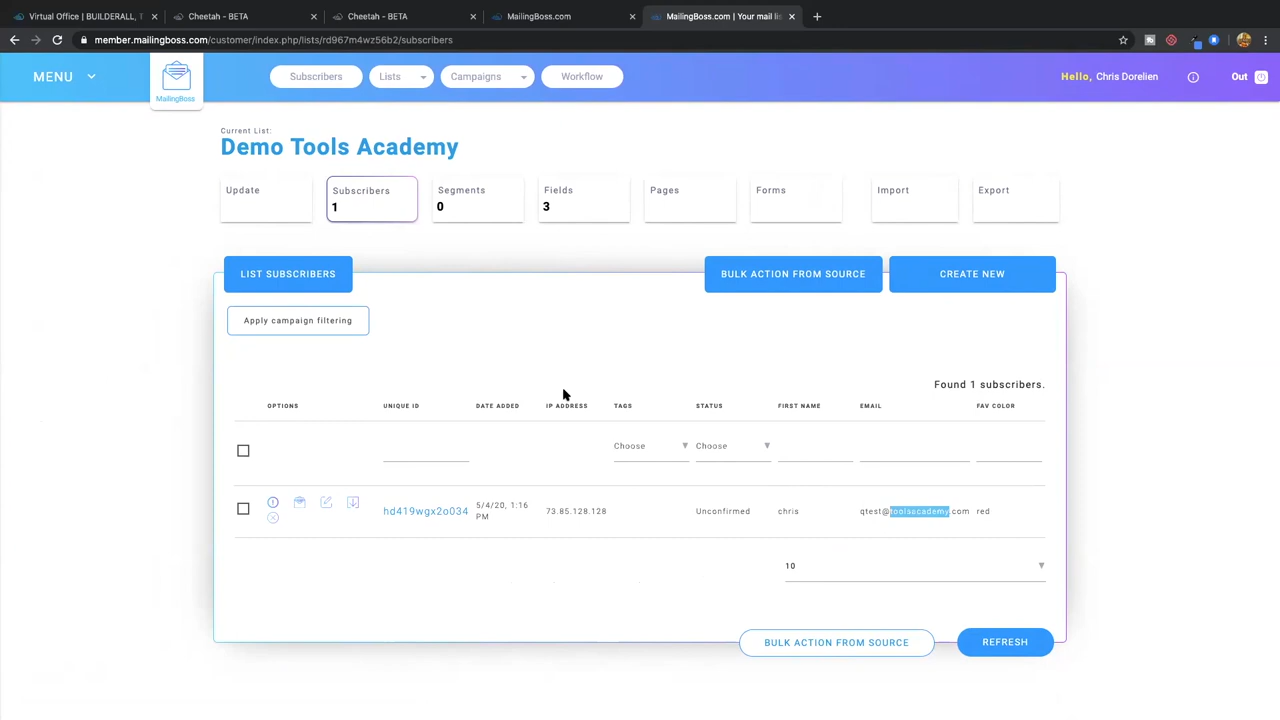 Virtual Office | BUILDERALL, T
Cheetah - BETA
Cheetah - BETA
MailingBoss.com
MailingBoss.com | Your mail lis
member.mailingboss.com/customer/index.php/lists/rd967m4wz56b2/subscribers
MENU
MailingBoss
Subscribers
Lists
Campaigns
Workflow
Hello, Chris Dorelien
Out
Current List:
Demo Tools Academy
Update
Subscribers
1
Segments
0
Fields
3
Pages
Forms
Import
Export
LIST SUBSCRIBERS
BULK ACTION FROM SOURCE
CREATE NEW
Apply campaign filtering
Found 1 subscribers.
OPTIONS UNIQUE ID DATE ADDED IP ADDRESS TAGS STATUS FIRST NAME EMAIL FAV COLOR
Choose Choose
hd419wgx2o034 5/4/20, 1:16 PM 73.85.128.128 Unconfirmed chris qtest@toolsacademy.com red
10
BULK ACTION FROM SOURCE
REFRESH